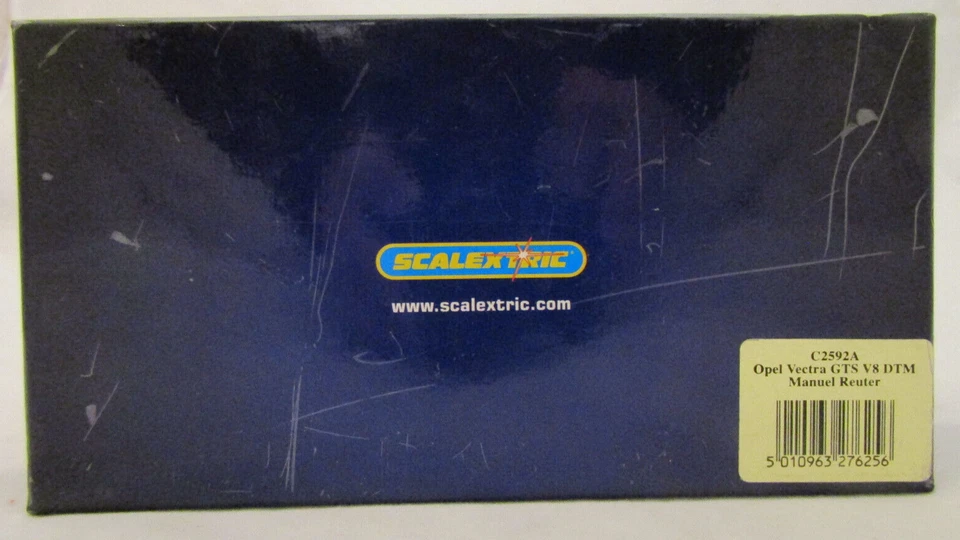 SCALEXTRIC
www.scalextric.com
C2592A
Opel Vectra GTS V8 DTM
Manuel Reuter
5 010963 276256